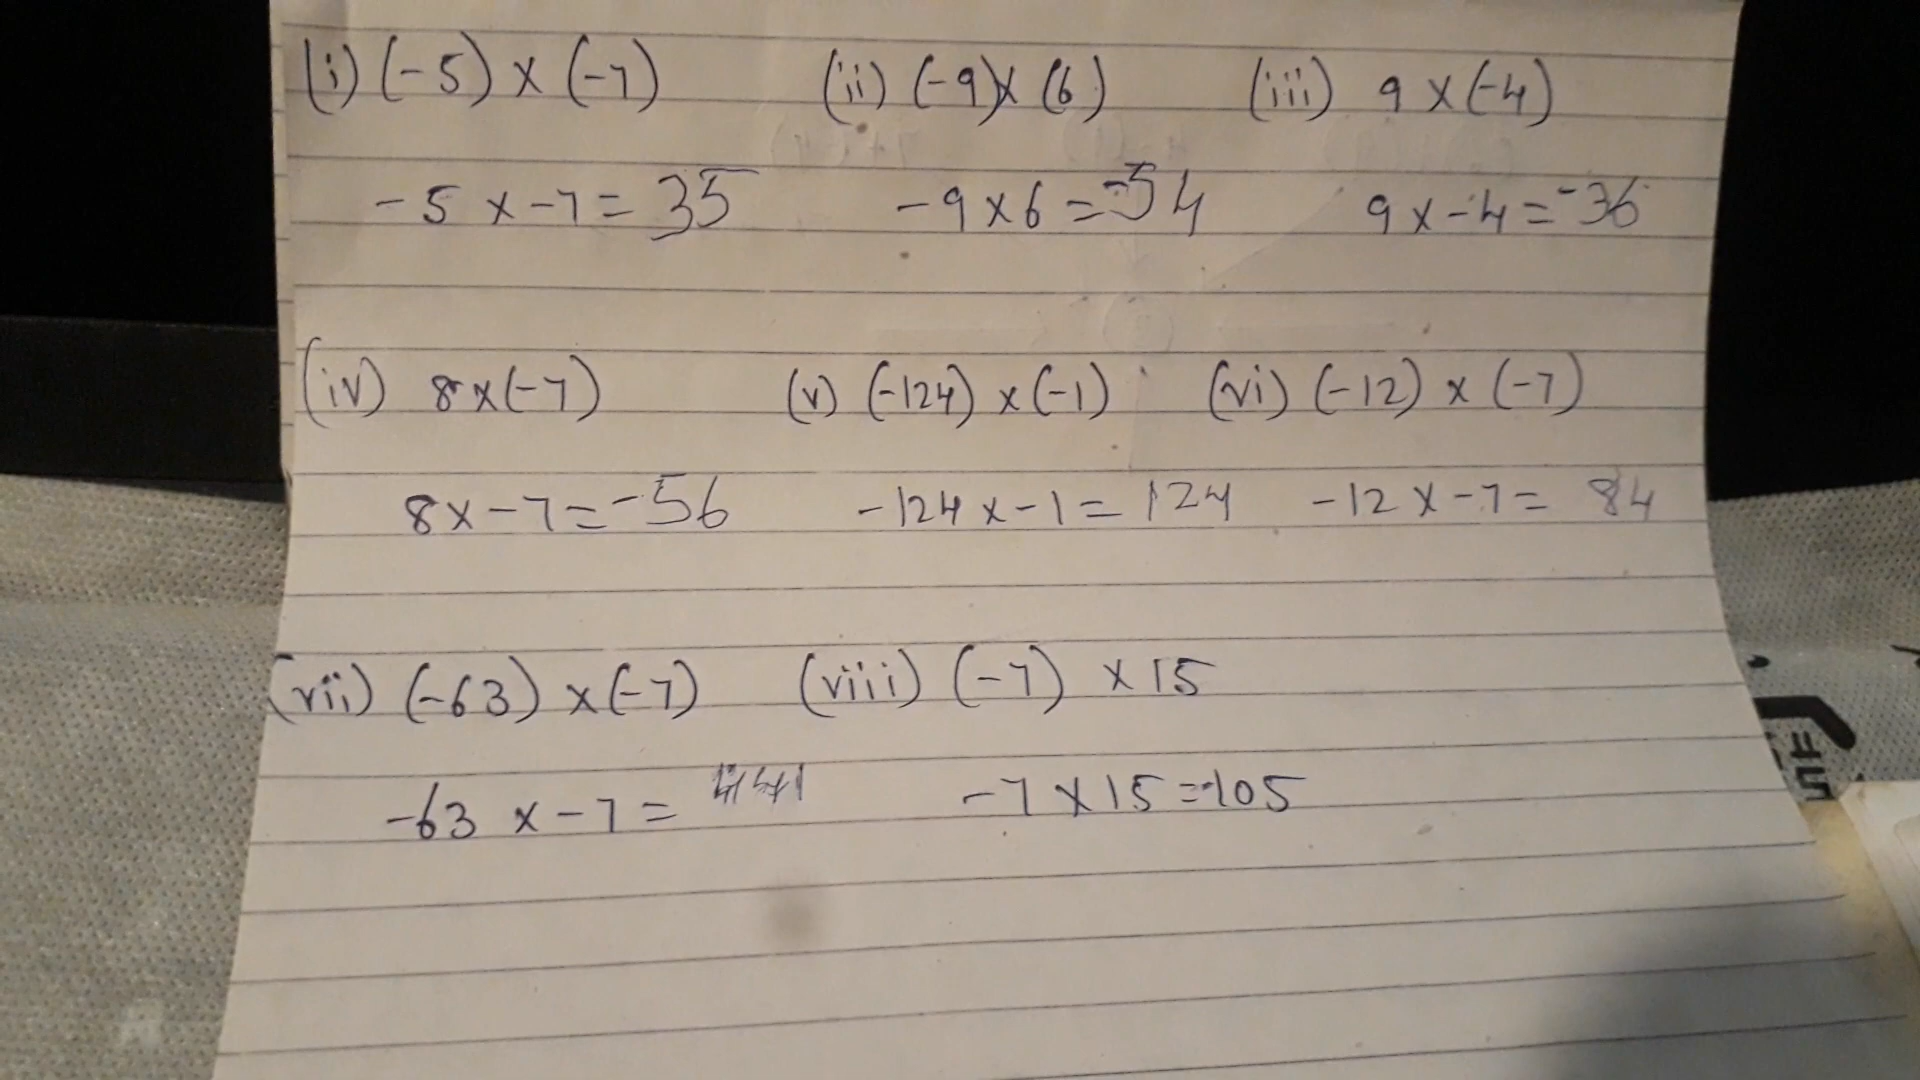 (i) (-5) x (-7) (ii) (-9) x (6) (iii) 9 x (-4)
-5 x -7 = 35 -9 x 6 = -54 9 x -4 = -36
(iv) 8 x (-7) (v) (-124) x (-1) (vi) (-12) x (-7)
8 x -7 = -56 -124 x -1 = 124 -12 x -7 = 84
(vii) (-63) x (-7) (viii) (-7) x 15
-63 x -7 = 441 -7 x 15 = -105